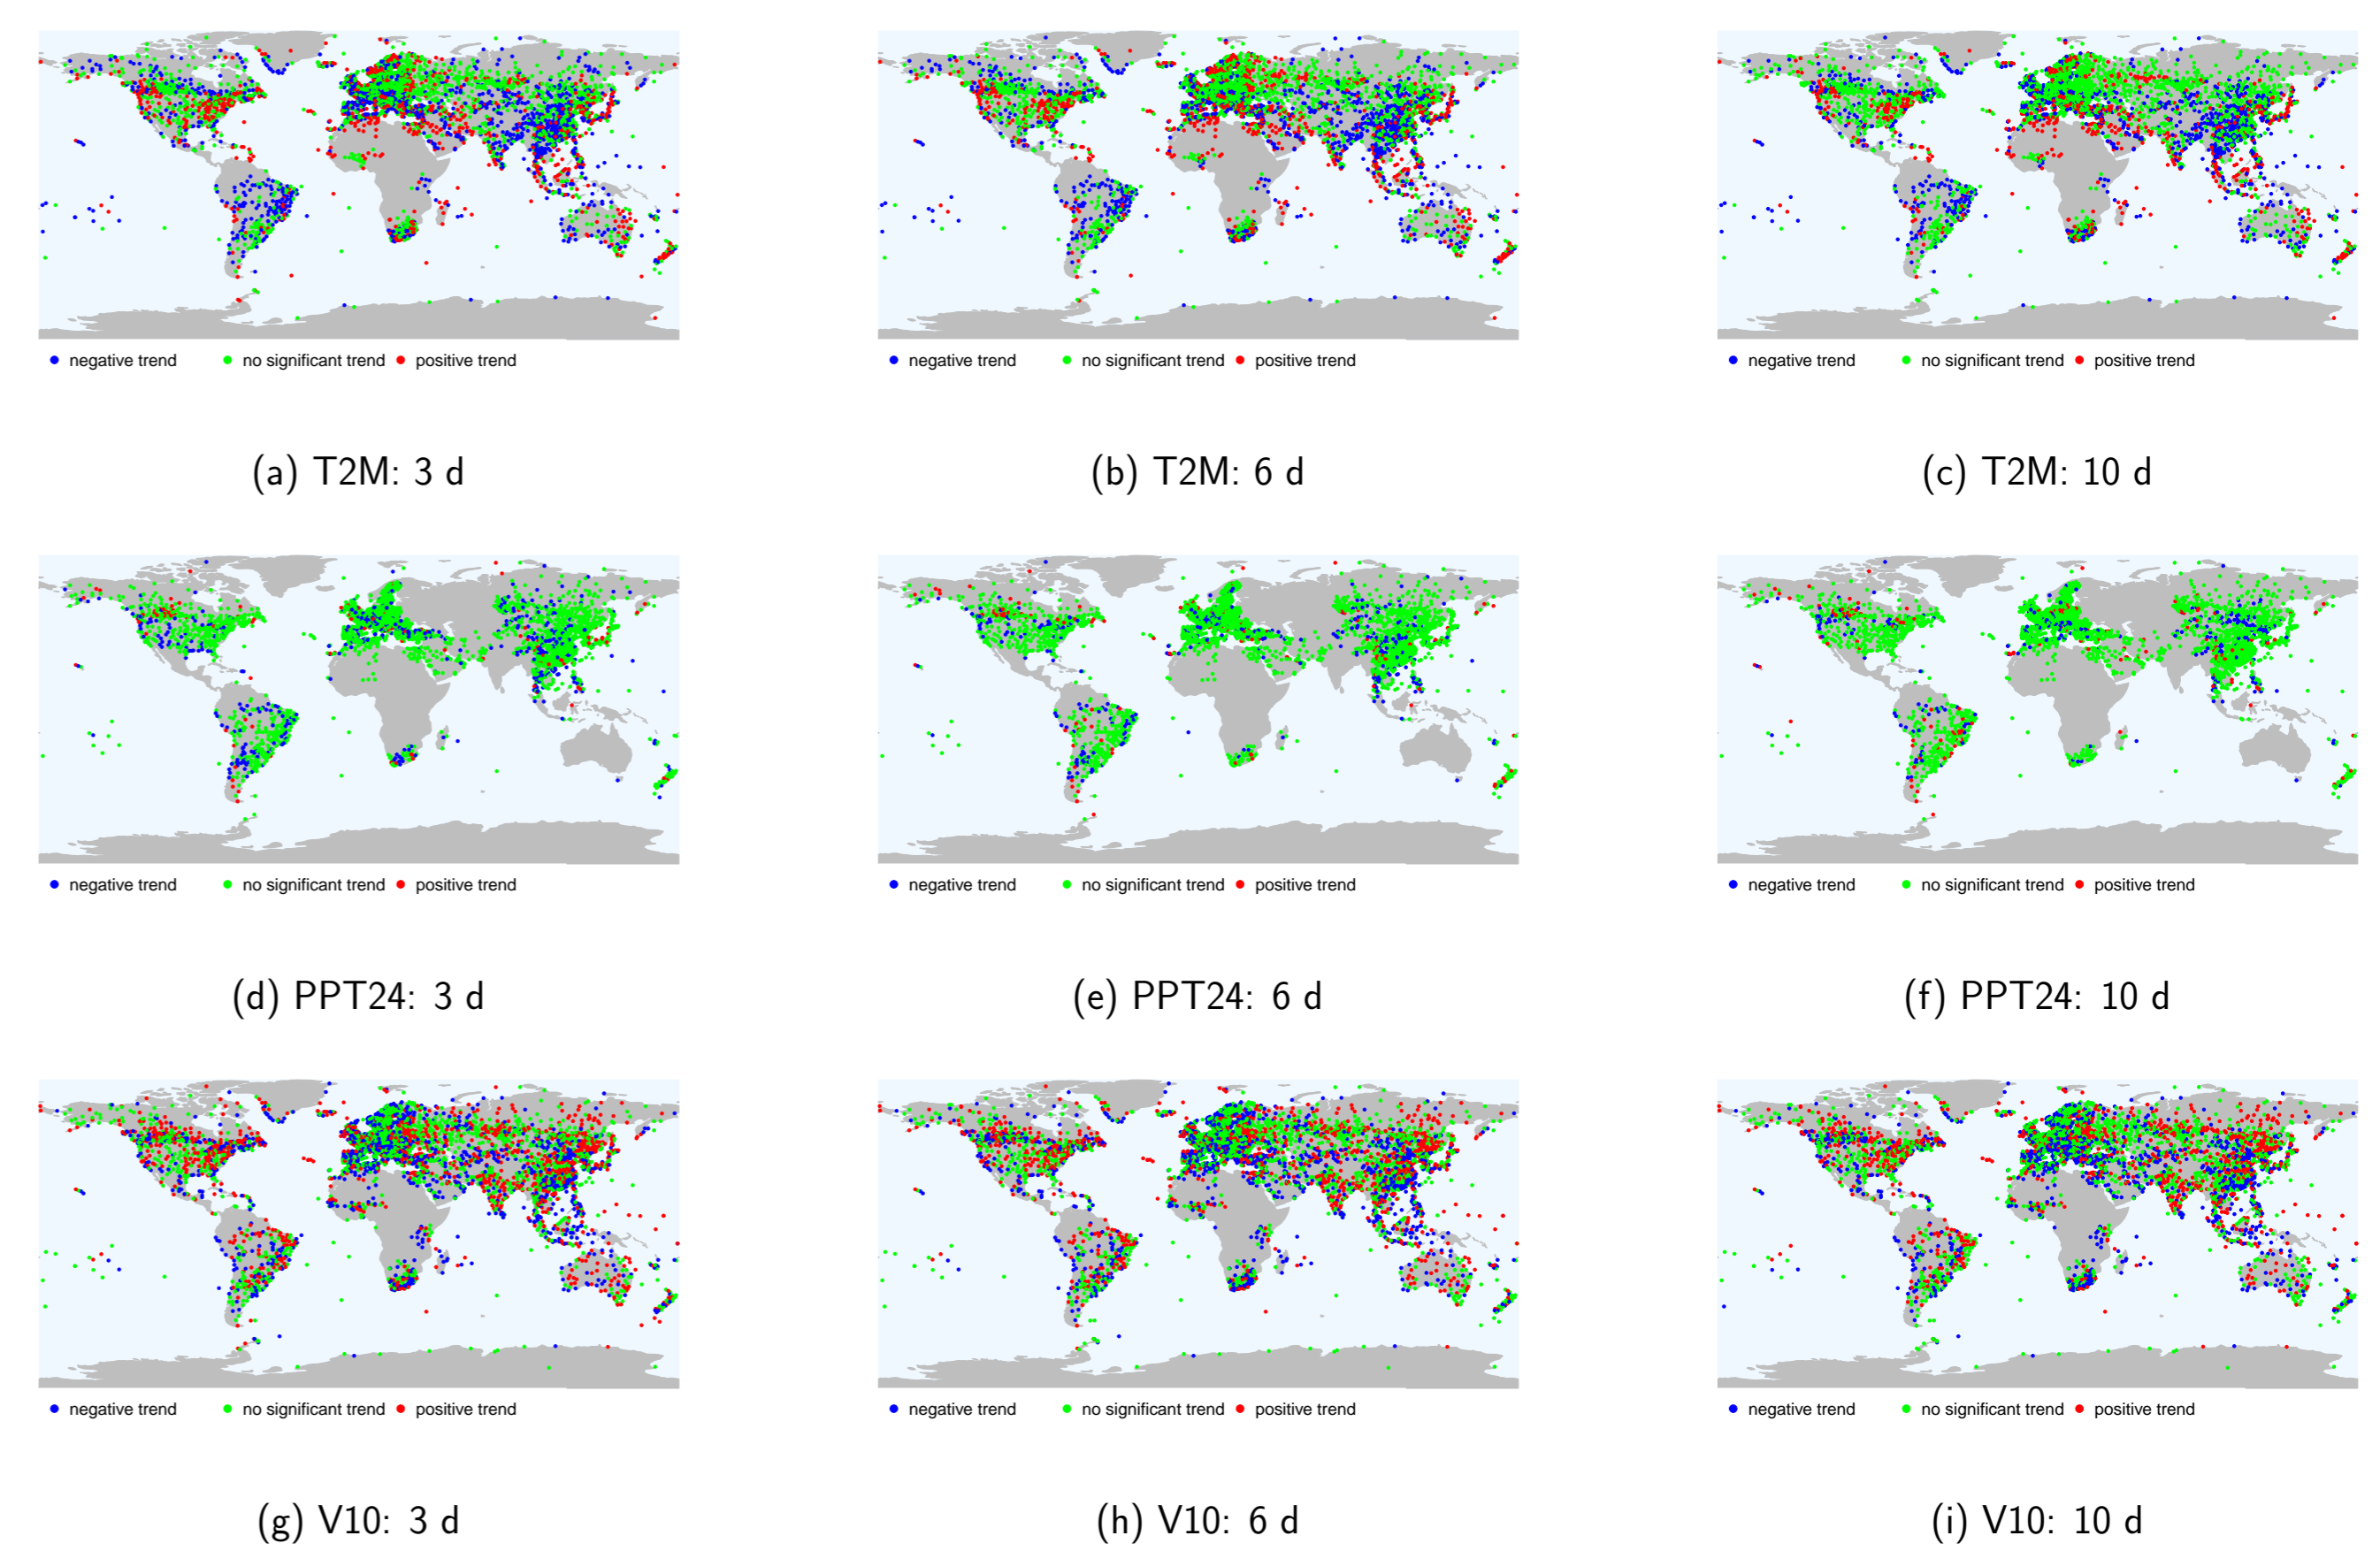 negative trend no significant trend positive trend negative trend no significant trend positive trend negative trend no significant trend positive trend
(a) T2M: 3 d (b) T2M: 6 d (c) T2M: 10 d
negative trend no significant trend positive trend negative trend no significant trend positive trend negative trend no significant trend positive trend
(d) PPT24: 3 d (e) PPT24: 6 d (f) PPT24: 10 d
negative trend no significant trend positive trend negative trend no significant trend positive trend negative trend no significant trend positive trend
(g) V10: 3 d (h) V10: 6 d (i) V10: 10 d